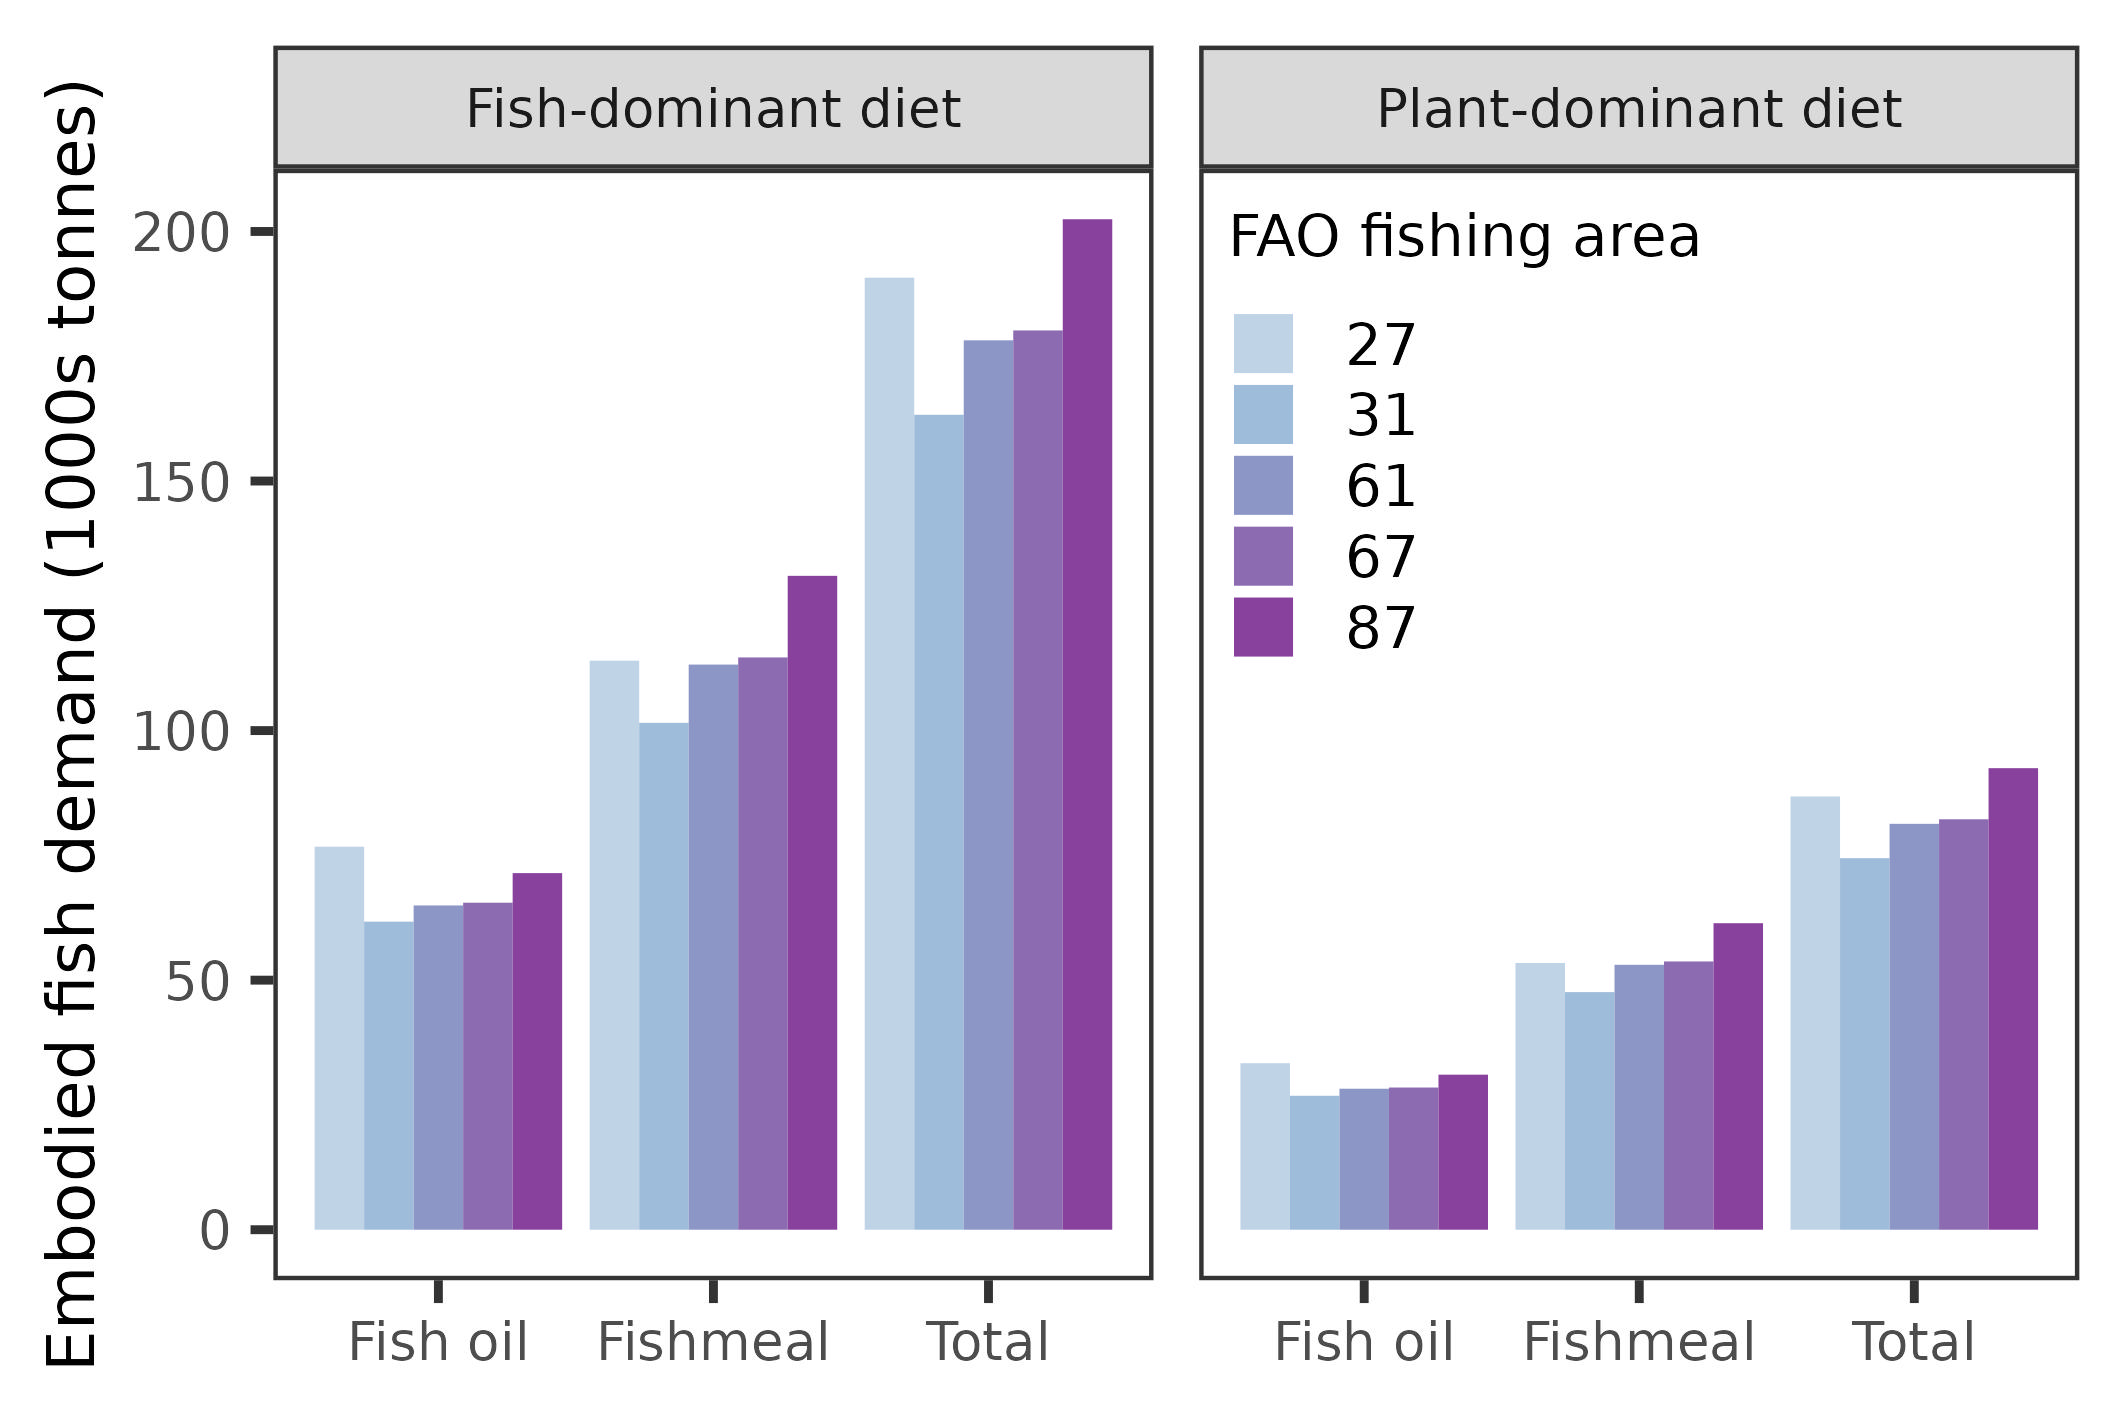 Fish-dominant diet
Plant-dominant diet
Embodied fish demand (1000s tonnes)
200
150
100
50
0
FAO fishing area
27
31
61
67
87
Fish oil
Fishmeal
Total
Fish oil
Fishmeal
Total